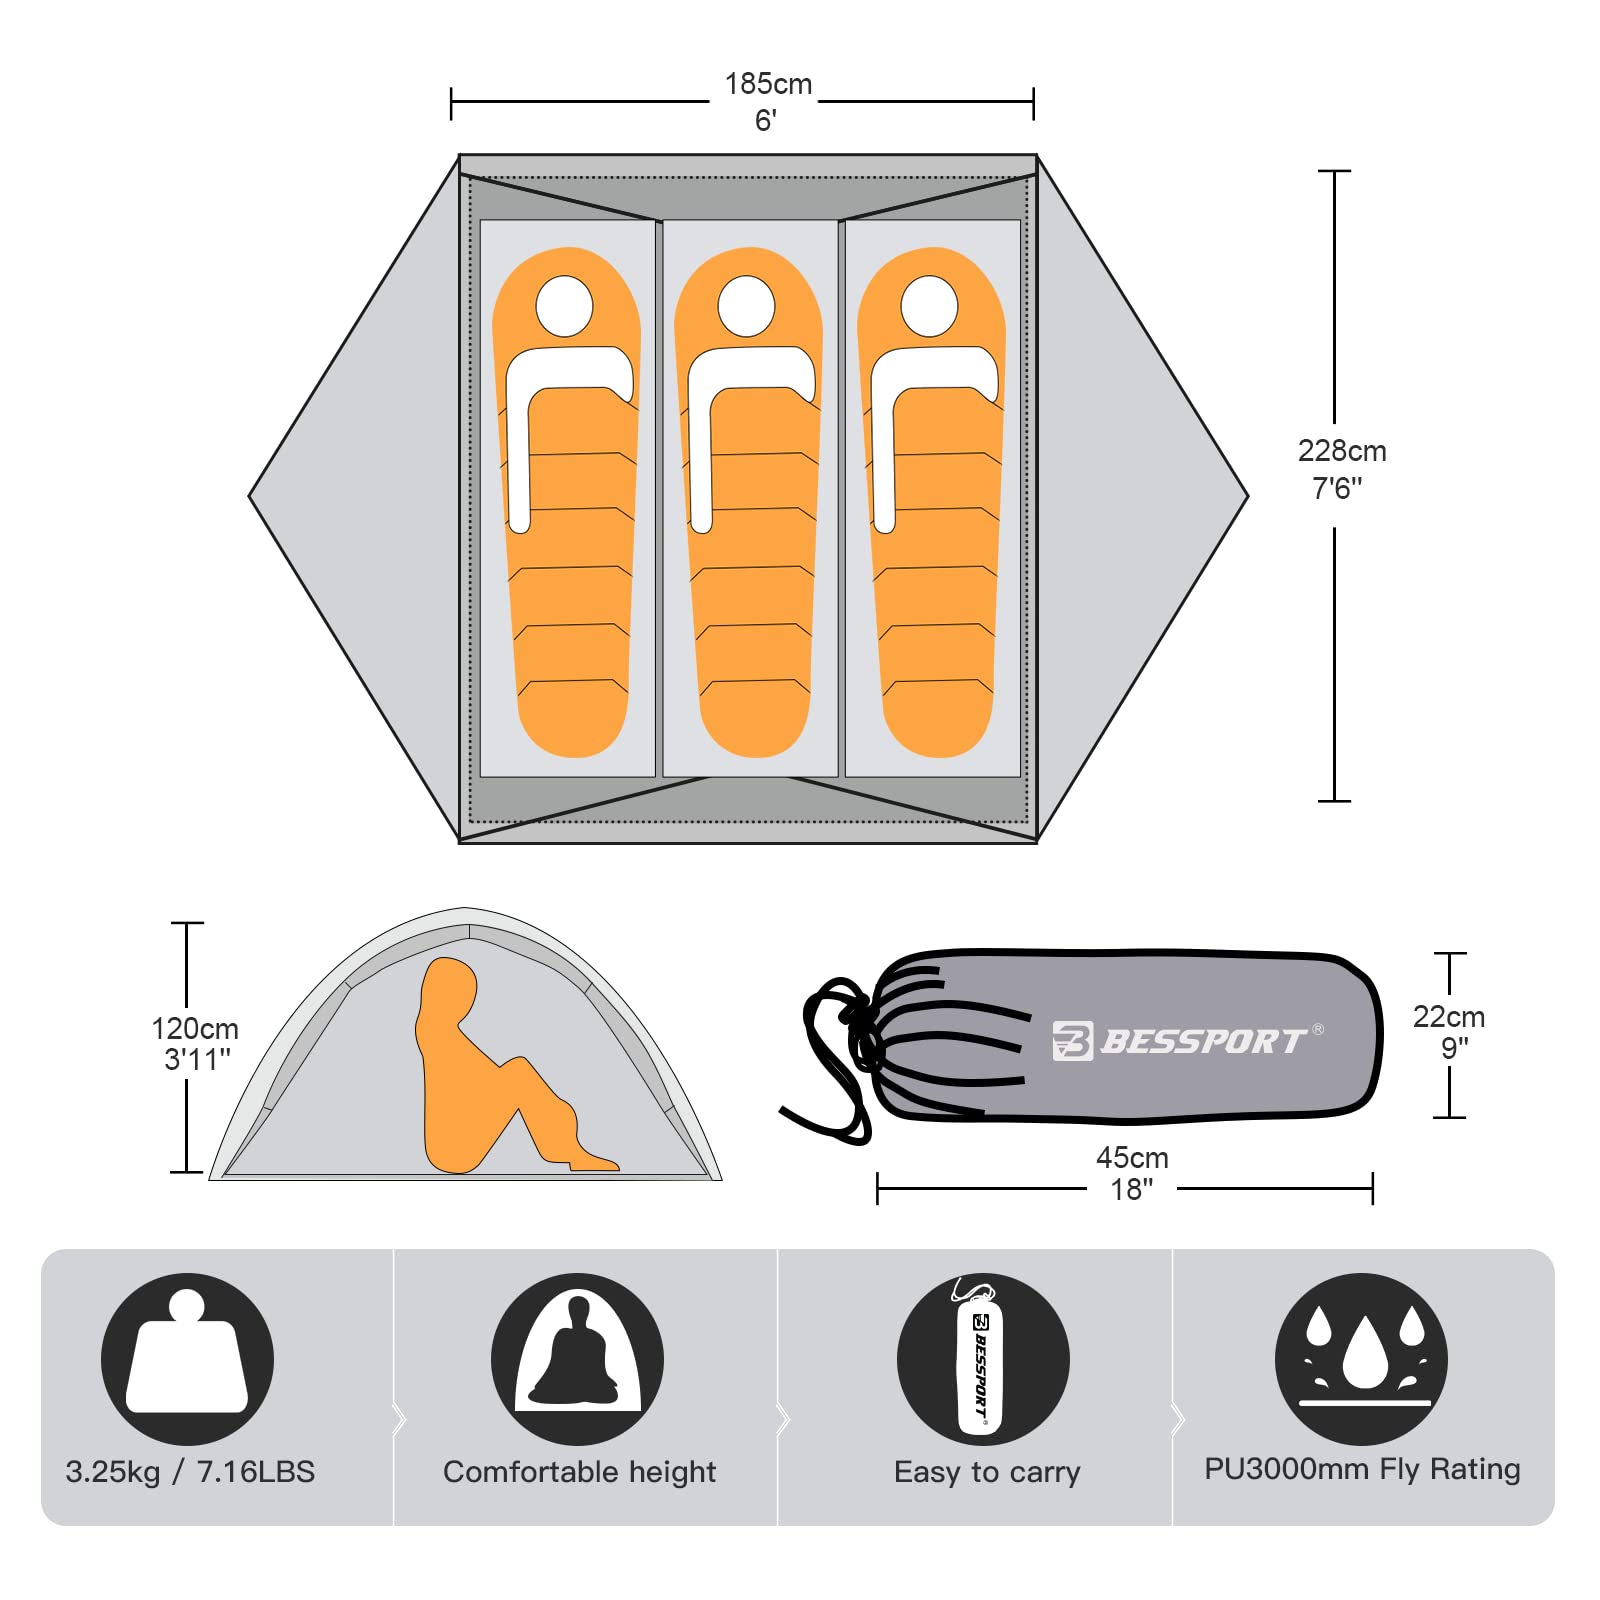 185cm
6'
228cm
7'6"
120cm
3'11"
BESSPORT®
22cm
9"
45cm
18"
BESSPORT®
3.25kg / 7.16LBS
Comfortable height
Easy to carry
PU3000mm Fly Rating